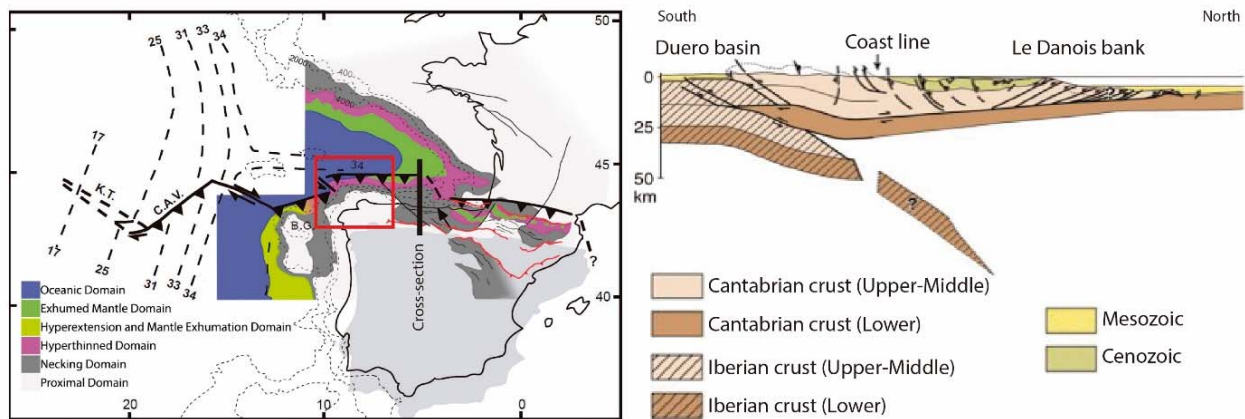 50
45
40
20
10
0
25
31
33
34
17
K.T.
C.A.V.
17
25
31
33
34
2000
400
4000
34
B.G.
?
Cross-section
Oceanic Domain
Exhumed Mantle Domain
Hyperextension and Mantle Exhumation Domain
Hyperthinned Domain
Necking Domain
Proximal Domain
South
North
Duero basin
Coast line
Le Danois bank
0
25
50
km
?
Cantabrian crust (Upper-Middle)
Cantabrian crust (Lower)
Iberian crust (Upper-Middle)
Iberian crust (Lower)
Mesozoic
Cenozoic